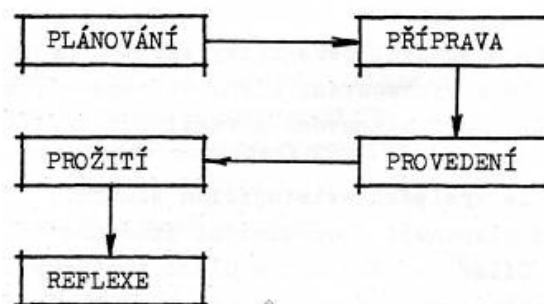 PLÁNOVÁNÍ
PŘÍPRAVA
PROVEDENÍ
PROŽITÍ
REFLEXE